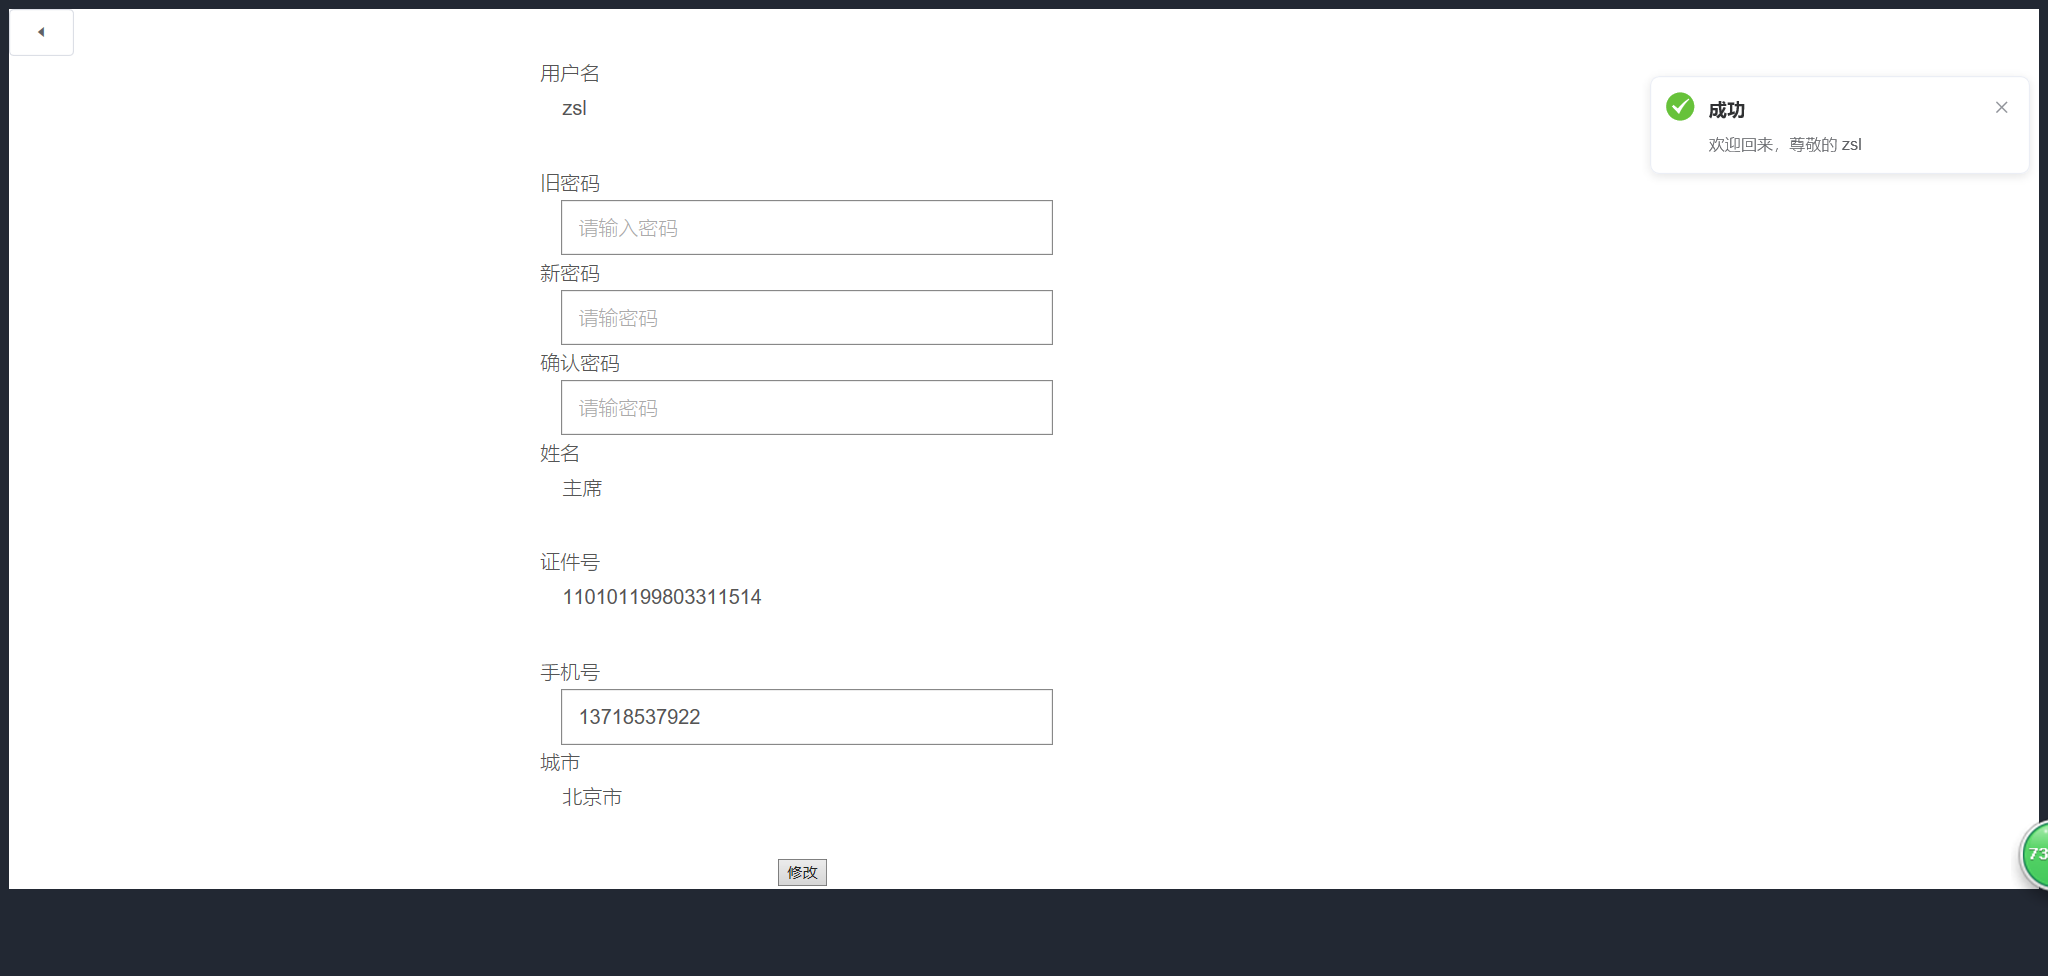 用户名
zsl
成功
欢迎回来，尊敬的 zsl
旧密码
请输入密码
新密码
请输密码
确认密码
请输密码
姓名
主席
证件号
110101199803311514
手机号
13718537922
城市
北京市
73
修改